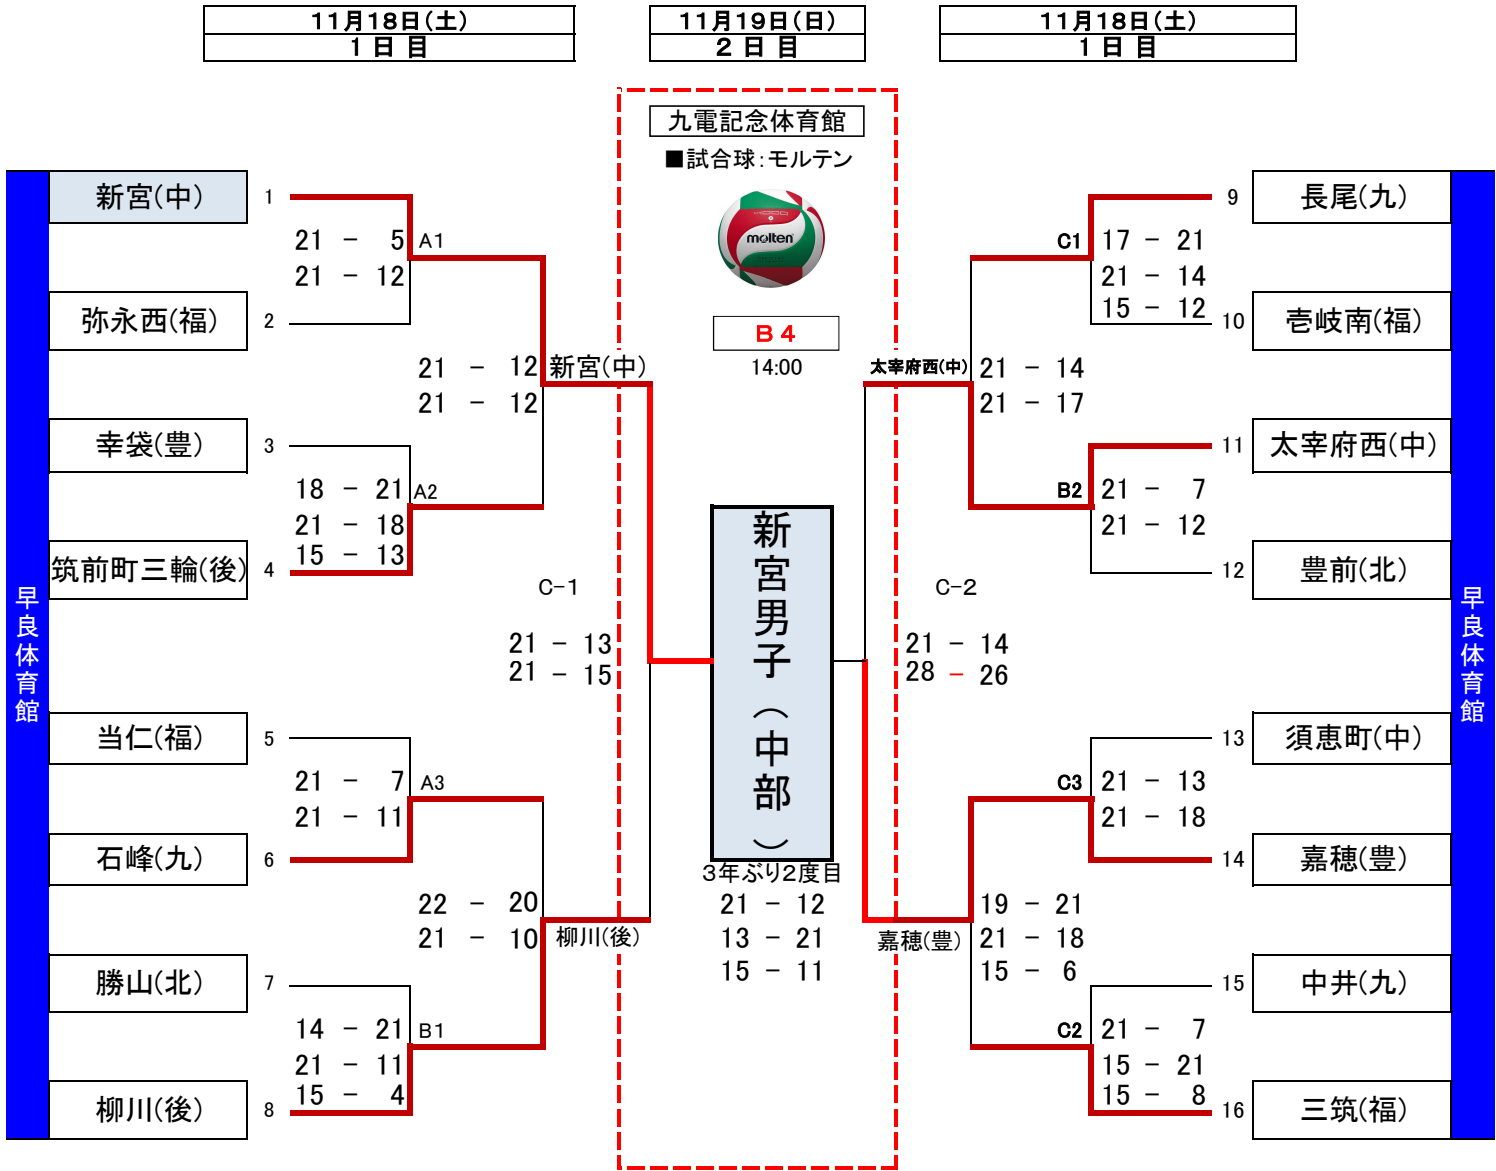 11月18日(土)
1 日 目
11月19日(日)
2 日 目
11月18日(土)
1 日 目
九電記念体育館
■試合球:モルテン
molten
B 4
14:00
早良体育館
新宮(中) 1
21 - 5 A1
21 - 12
弥永西(福) 2
21 - 12 新宮(中)
21 - 12
幸袋(豊) 3
18 - 21 A2
21 - 18
15 - 13
筑前町三輪(後) 4
C-1
21 - 13
21 - 15
当仁(福) 5
21 - 7 A3
21 - 11
石峰(九) 6
22 - 20
21 - 10 柳川(後)
勝山(北) 7
14 - 21 B1
21 - 11
15 - 4
柳川(後) 8
新宮男子(中部)
3年ぶり2度目
21 - 12
13 - 21
15 - 11
9 長尾(九)
C1 17 - 21
21 - 14
15 - 12
10 壱岐南(福)
太宰府西(中) 21 - 14
21 - 17
11 太宰府西(中)
B2 21 - 7
21 - 12
12 豊前(北)
C-2
21 - 14
28 - 26
13 須恵町(中)
C3 21 - 13
21 - 18
14 嘉穂(豊)
19 - 21
嘉穂(豊) 21 - 18
15 - 6
15 中井(九)
C2 21 - 7
15 - 21
15 - 8
16 三筑(福)
早良体育館